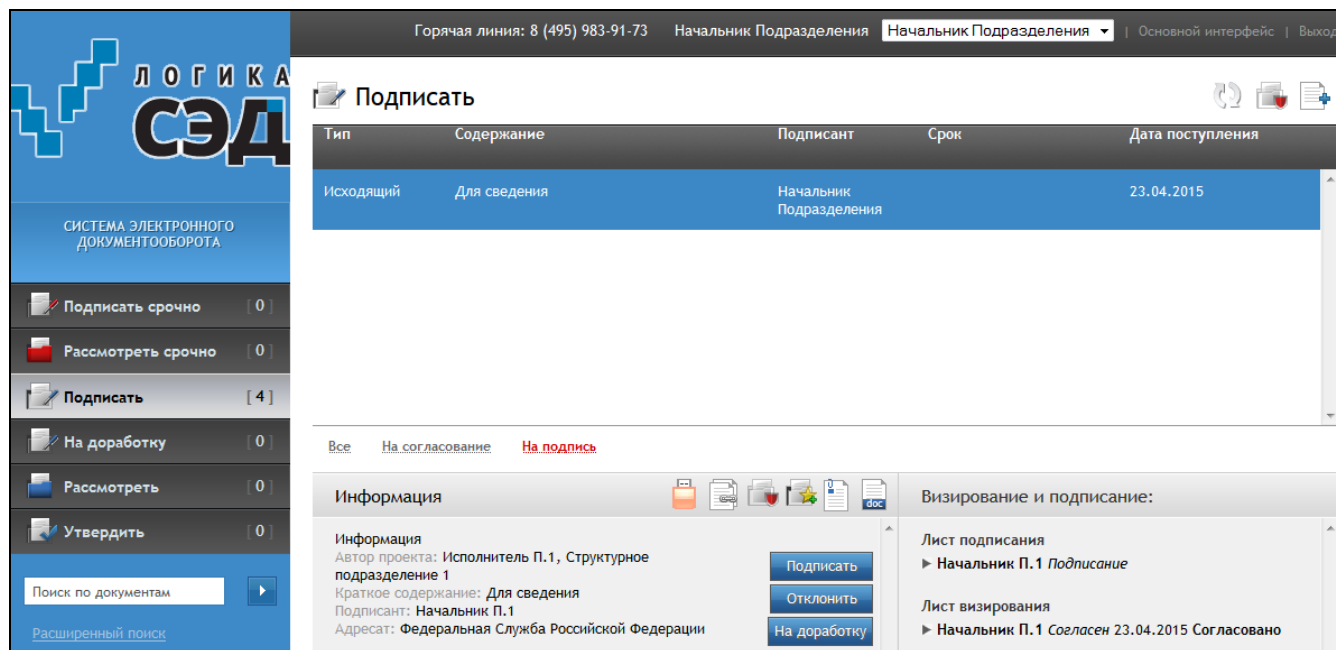 Горячая линия: 8 (495) 983-91-73 Начальник Подразделения Начальник Подразделения | Основной интерфейс | Выход
ЛОГИКА
СЭД
СИСТЕМА ЭЛЕКТРОННОГО
ДОКУМЕНТООБОРОТА
Подписать срочно [ 0 ]
Рассмотреть срочно [ 0 ]
Подписать [ 4 ]
На доработку [ 0 ]
Рассмотреть [ 0 ]
Утвердить [ 0 ]
Поиск по документам
Расширенный поиск
Подписать
Тип Содержание Подписант Срок Дата поступления
Исходящий Для сведения Начальник 23.04.2015
Подразделения
Все На согласование На подпись
Информация
doc
Информация
Автор проекта: Исполнитель П.1, Структурное
подразделение 1
Краткое содержание: Для сведения
Подписант: Начальник П.1
Адресат: Федеральная Служба Российской Федерации
Подписать
Отклонить
На доработку
Визирование и подписание:
Лист подписания
Начальник П.1 Подписание
Лист визирования
Начальник П.1 Согласен 23.04.2015 Согласовано